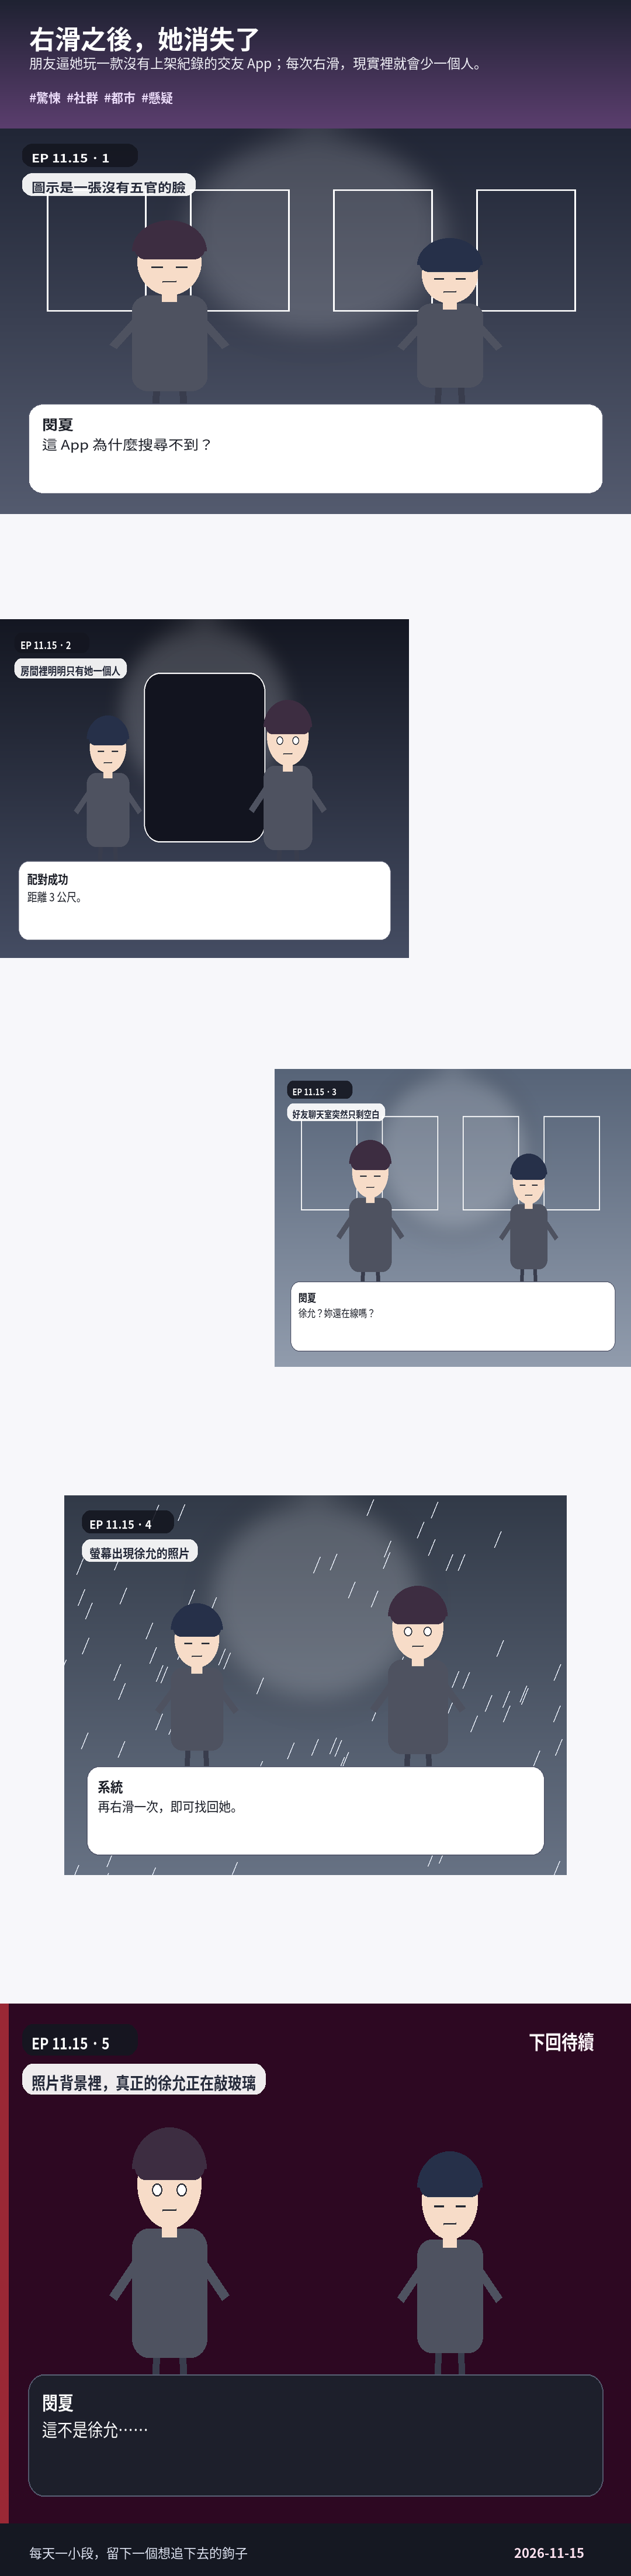 右滑之後，她消失了
朋友逼她玩一款沒有上架紀錄的交友 App；每次右滑，現實裡就會少一個人。
#驚悚 #社群 #都市 #懸疑
EP 11.15・1
圖示是一張沒有五官的臉
閔夏
這 App 為什麼搜尋不到？
EP 11.15・2
房間裡明明只有她一個人
配對成功
距離 3 公尺。
EP 11.15・3
好友聊天室突然只剩空白
閔夏
徐允？妳還在線嗎？
EP 11.15・4
螢幕出現徐允的照片
系統
再右滑一次，即可找回她。
EP 11.15・5
下回待續
照片背景裡，真正的徐允正在敲玻璃
閔夏
這不是徐允……
每天一小段，留下一個想追下去的鉤子
2026-11-15